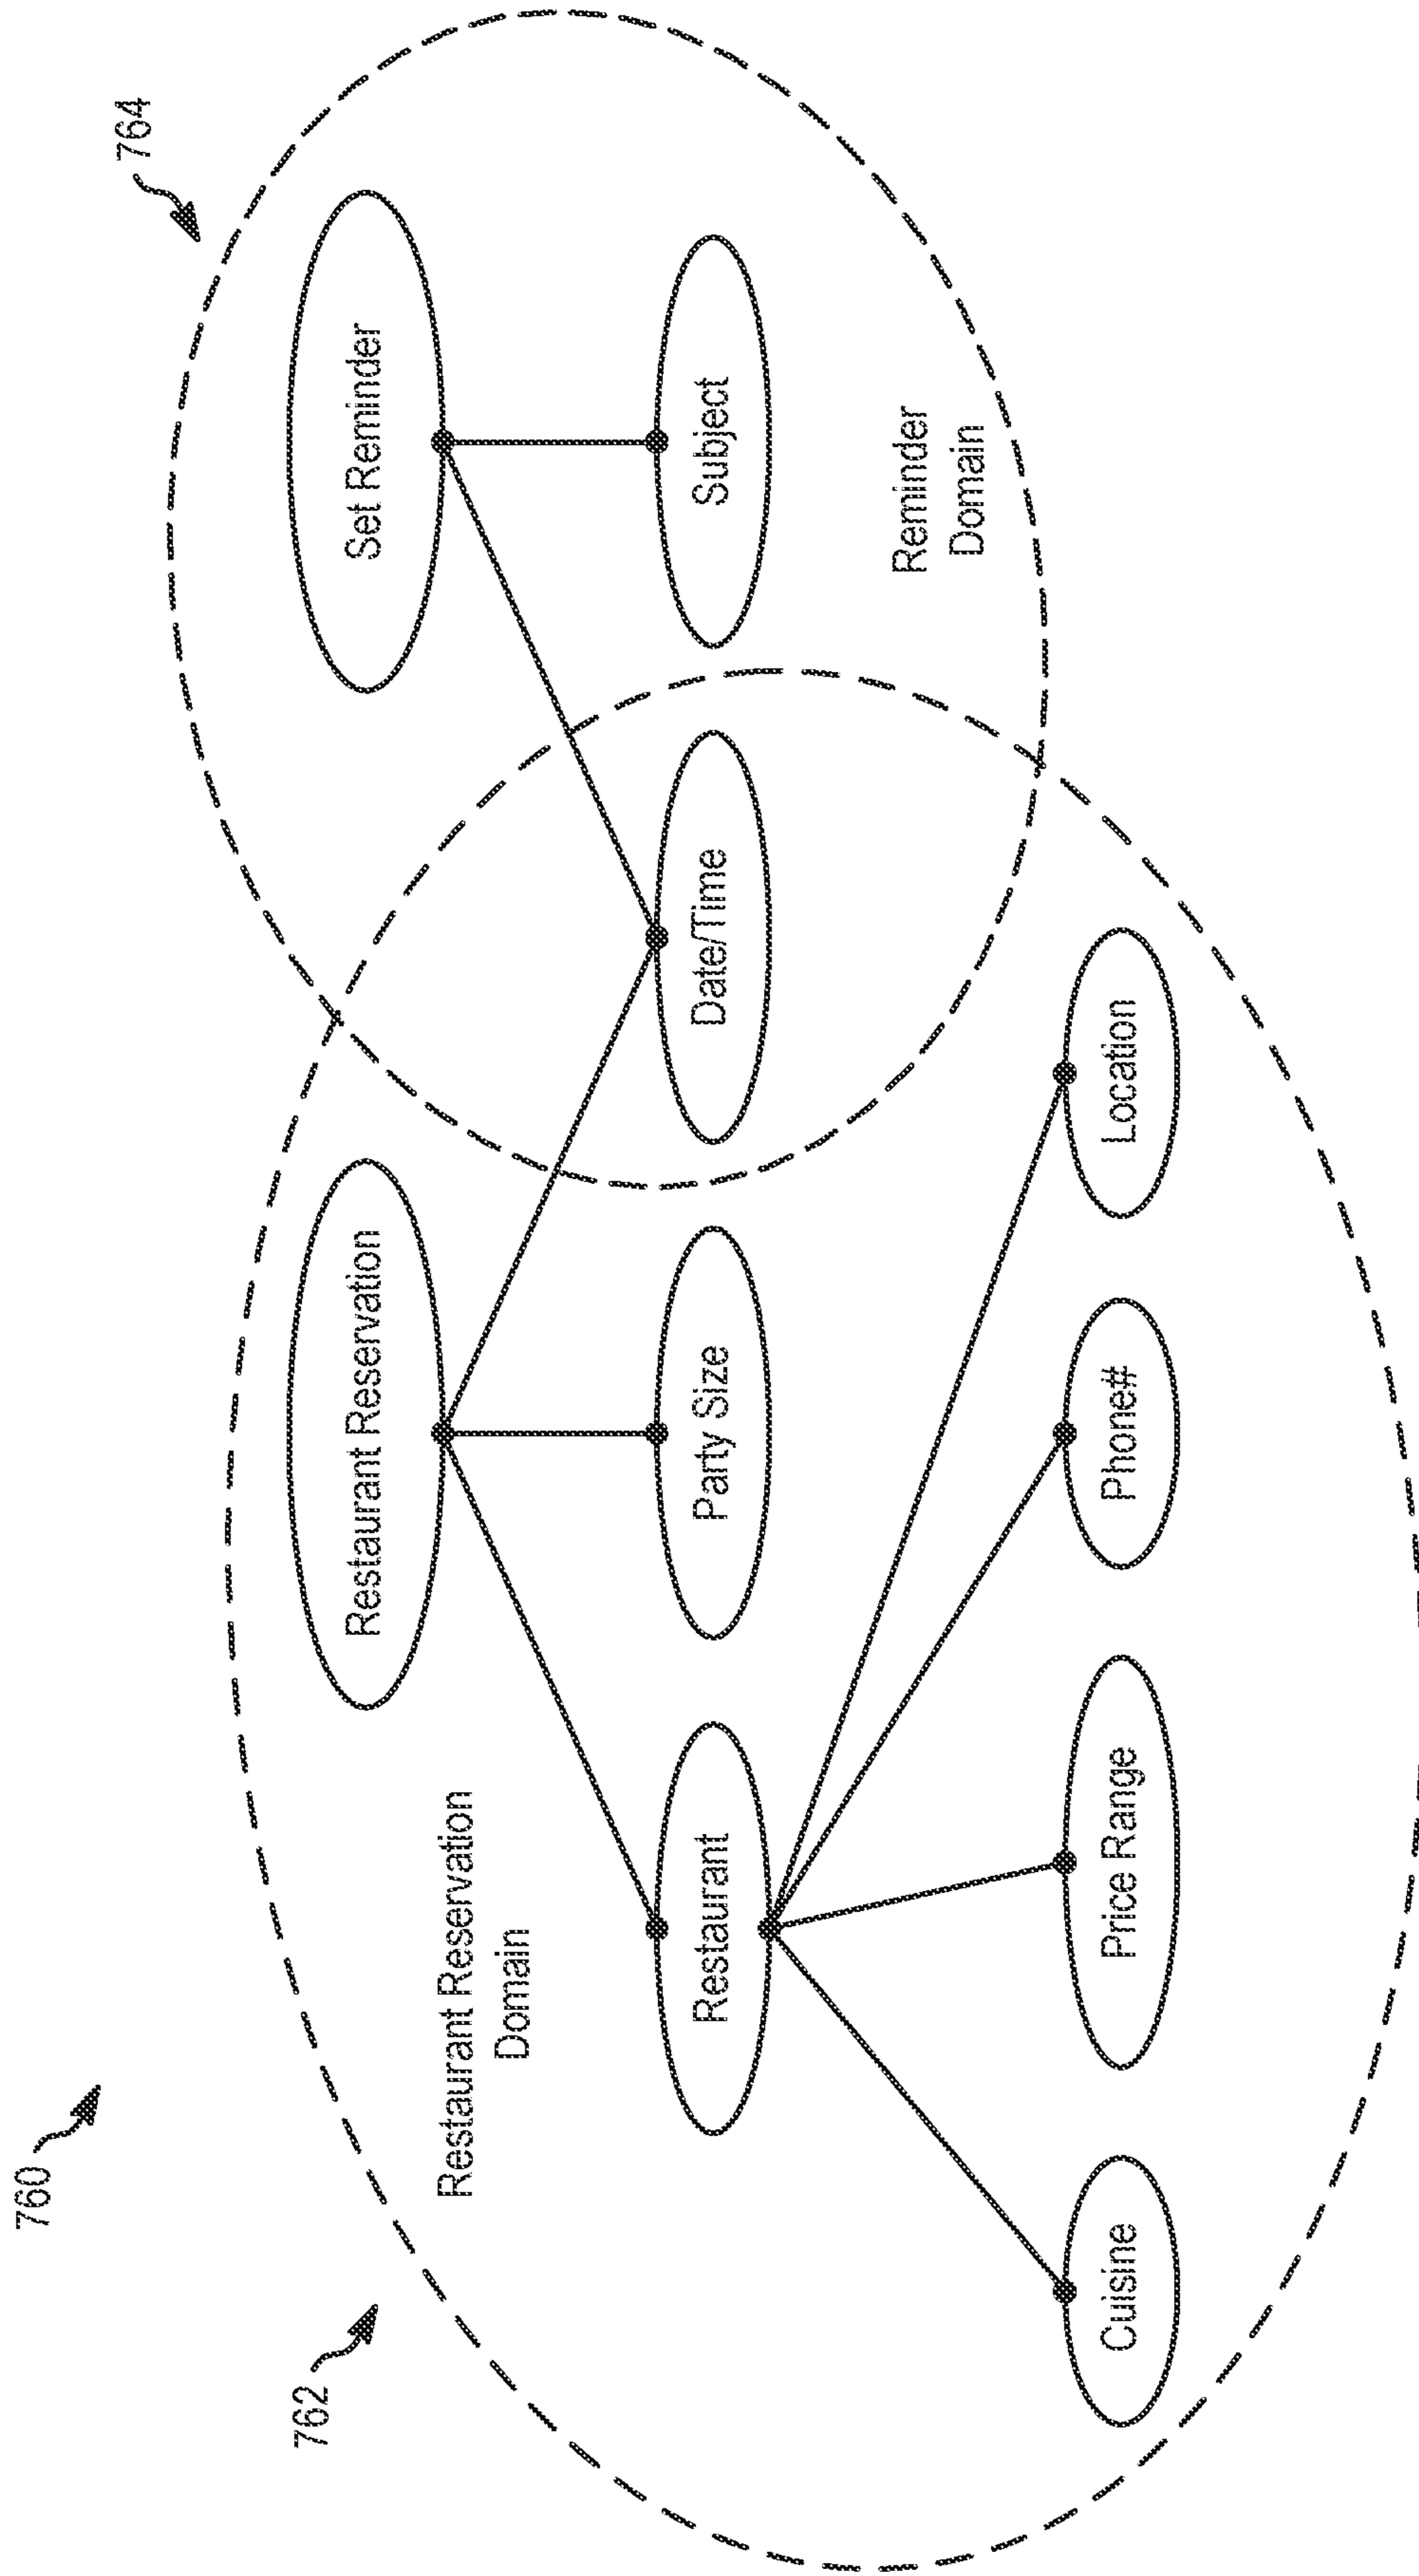 760
762
764
Restaurant Reservation
Set Reminder
Restaurant Reservation
Domain
Restaurant
Party Size
Date/Time
Subject
Reminder
Domain
Cuisine
Price Range
Phone#
Location